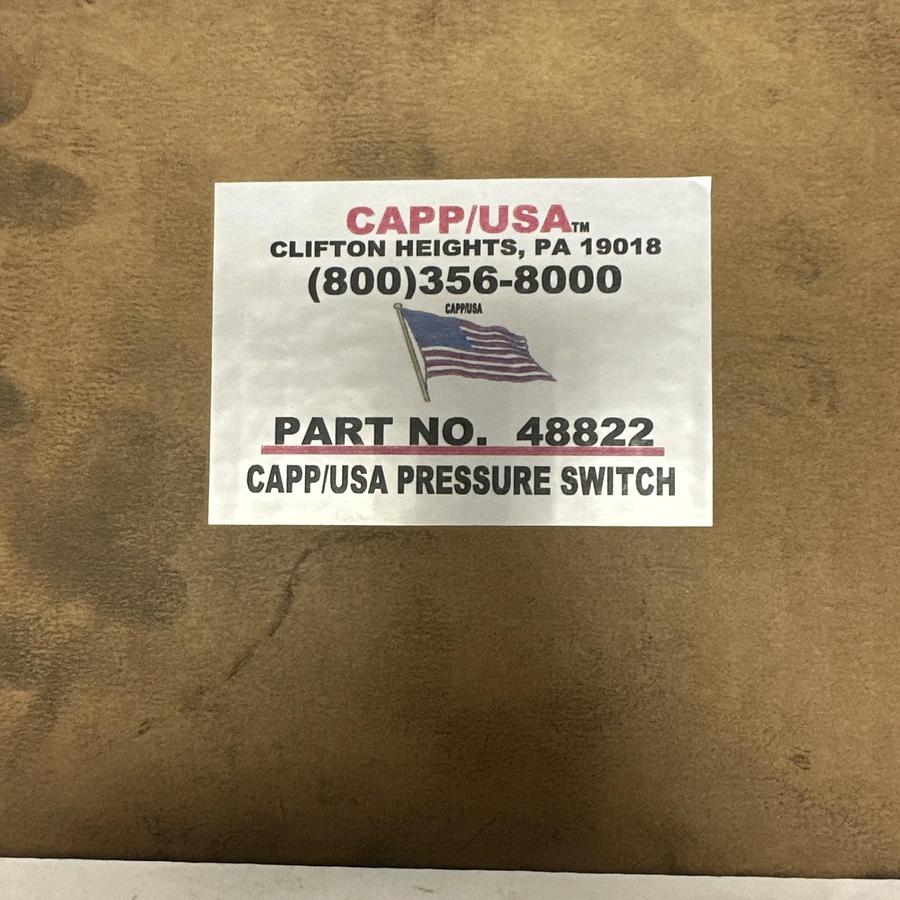 CAPP/USA™
CLIFTON HEIGHTS, PA 19018
(800)356-8000
CAPP/USA
PART NO. 48822
CAPP/USA PRESSURE SWITCH